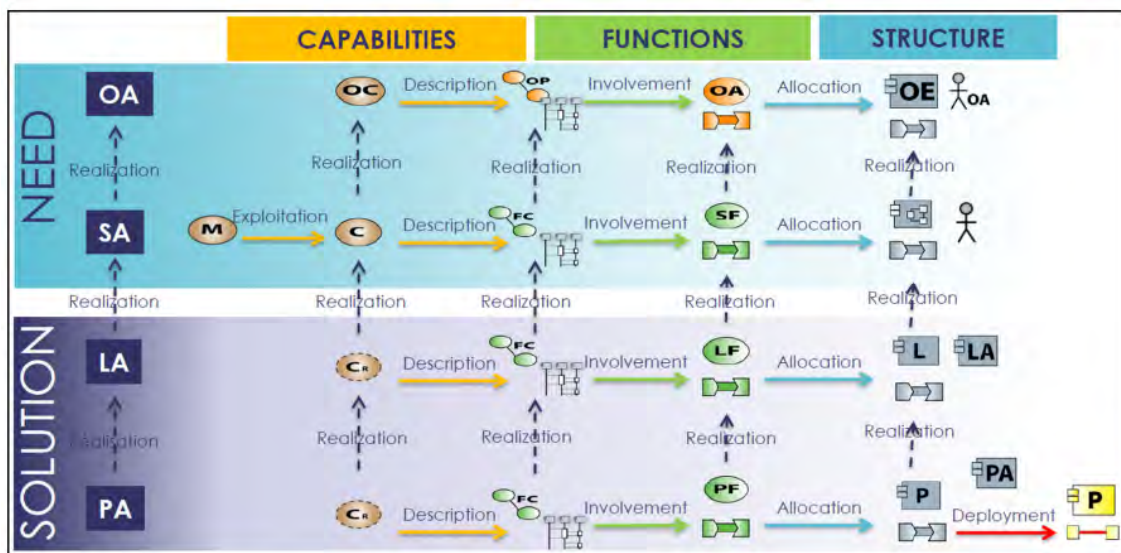 CAPABILITIES FUNCTIONS STRUCTURE
NEED
OA OC Description OP Involvement OA Allocation OE OA
Realization Realization Realization Realization Realization
SA M Exploitation C Description FC Involvement SF Allocation
Realization Realization Realization Realization Realization
SOLUTION
LA CR Description FC Involvement LF Allocation L LA
Réalisation Realization Realization Realization Realization
PA CR Description FC Involvement PF Allocation P PA Deployment P